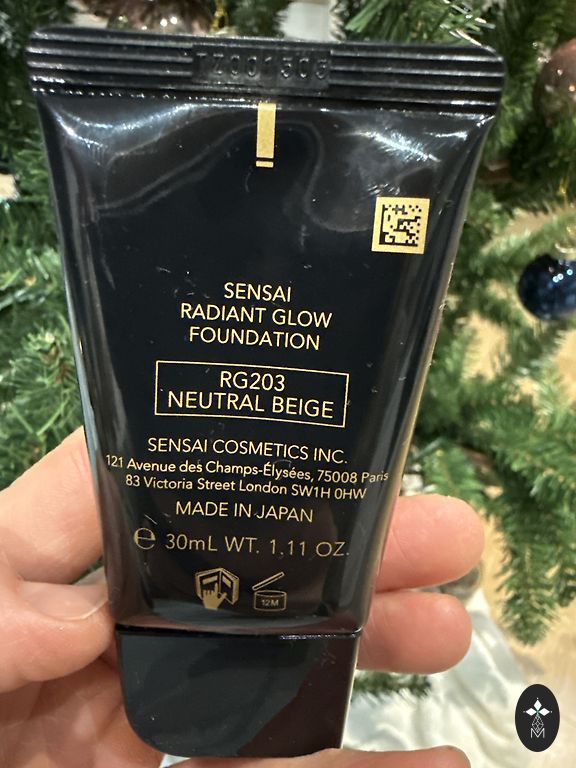 SENSAI
RADIANT GLOW
FOUNDATION
RG203
NEUTRAL BEIGE
SENSAI COSMETICS INC.
121 Avenue des Champs-Élysées, 75008 Paris
83 Victoria Street London SW1H 0HW
MADE IN JAPAN
℮ 30mL WT. 1.11 OZ.
12M